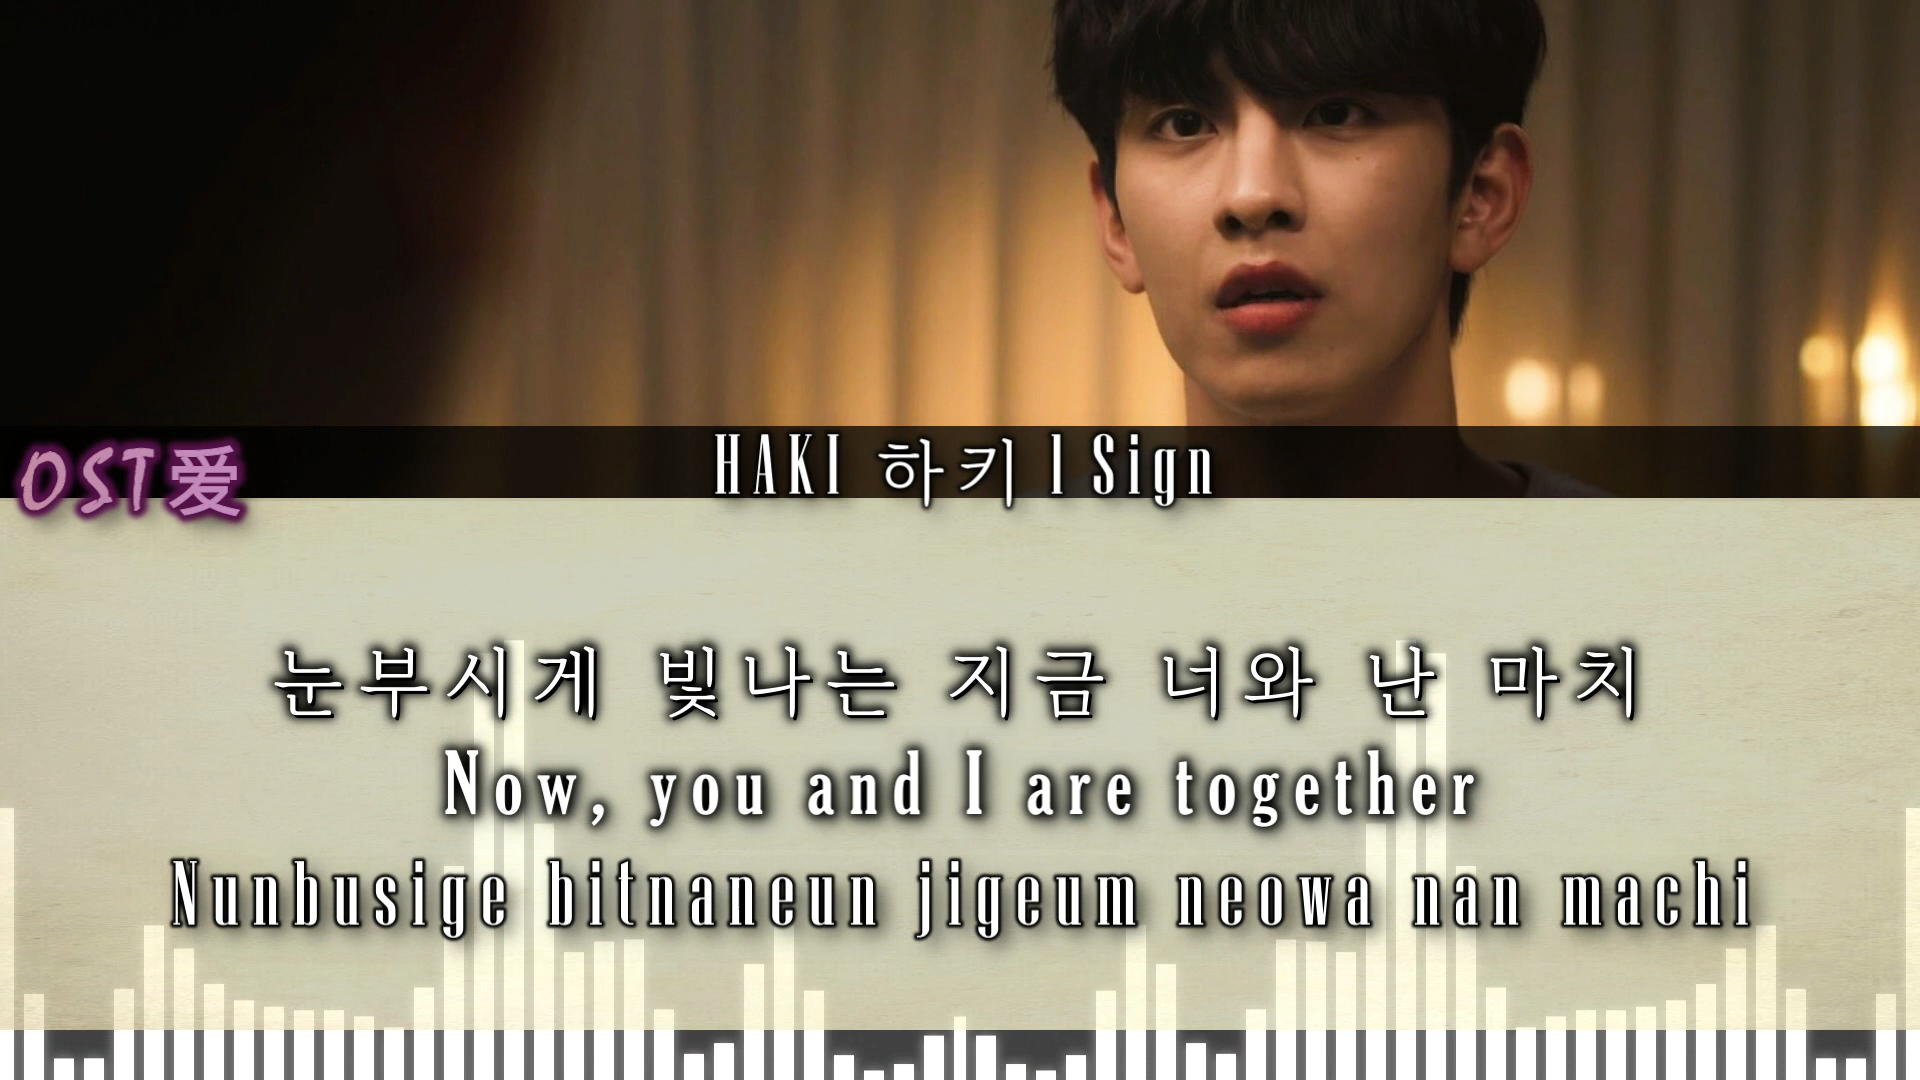 OST爱
HAKI 하키 l Sign
눈부시게 빛나는 지금 너와 난 마치
Now, you and I are together
Nunbusige bitnaneun jigeum neowa nan machi